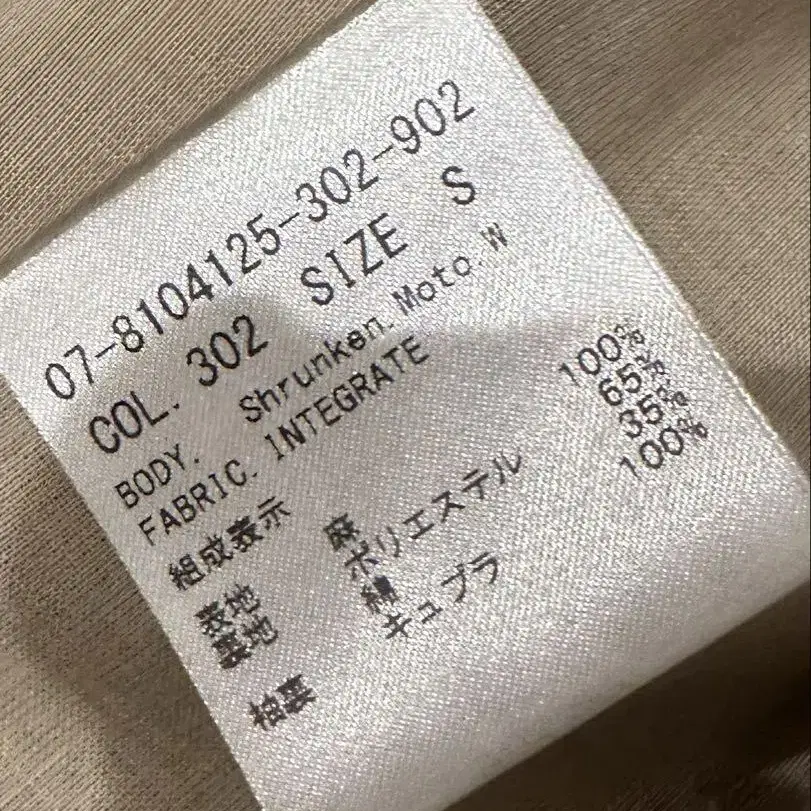 07-8104125-302-902
COL. 302 SIZE S
BODY. Shrunken.Moto.W
FABRIC. INTEGRATE
組成表示
表地 麻 100%
裏地 ポリエステル 65%
綿 35%
袖裏 キュプラ 100%